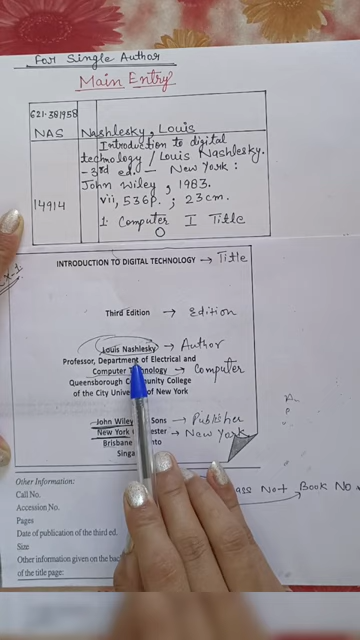 For Single Author
Main Entry
621.381958
NAS Nashlesky, Louis
Introduction to digital
technology / Louis Nashlesky.
- 3rd ed. - New York :
John Wiley, 1983.
14914 vii, 536p. ; 23cm.
1. Computer I Title
INTRODUCTION TO DIGITAL TECHNOLOGY → Title
Third Edition → Edition
Louis Nashlesky → Author
Professor, Department of Electrical and
Computer Technology → Computer
Queensborough Community College
of the City University of New York
John Wiley Sons → Publisher
New York → New York
Brisbane
Other Information:
Call No. Class No + Book No
Accession No.
Pages
Date of publication of the third ed.
Size
Other information given on the back
of the title page: